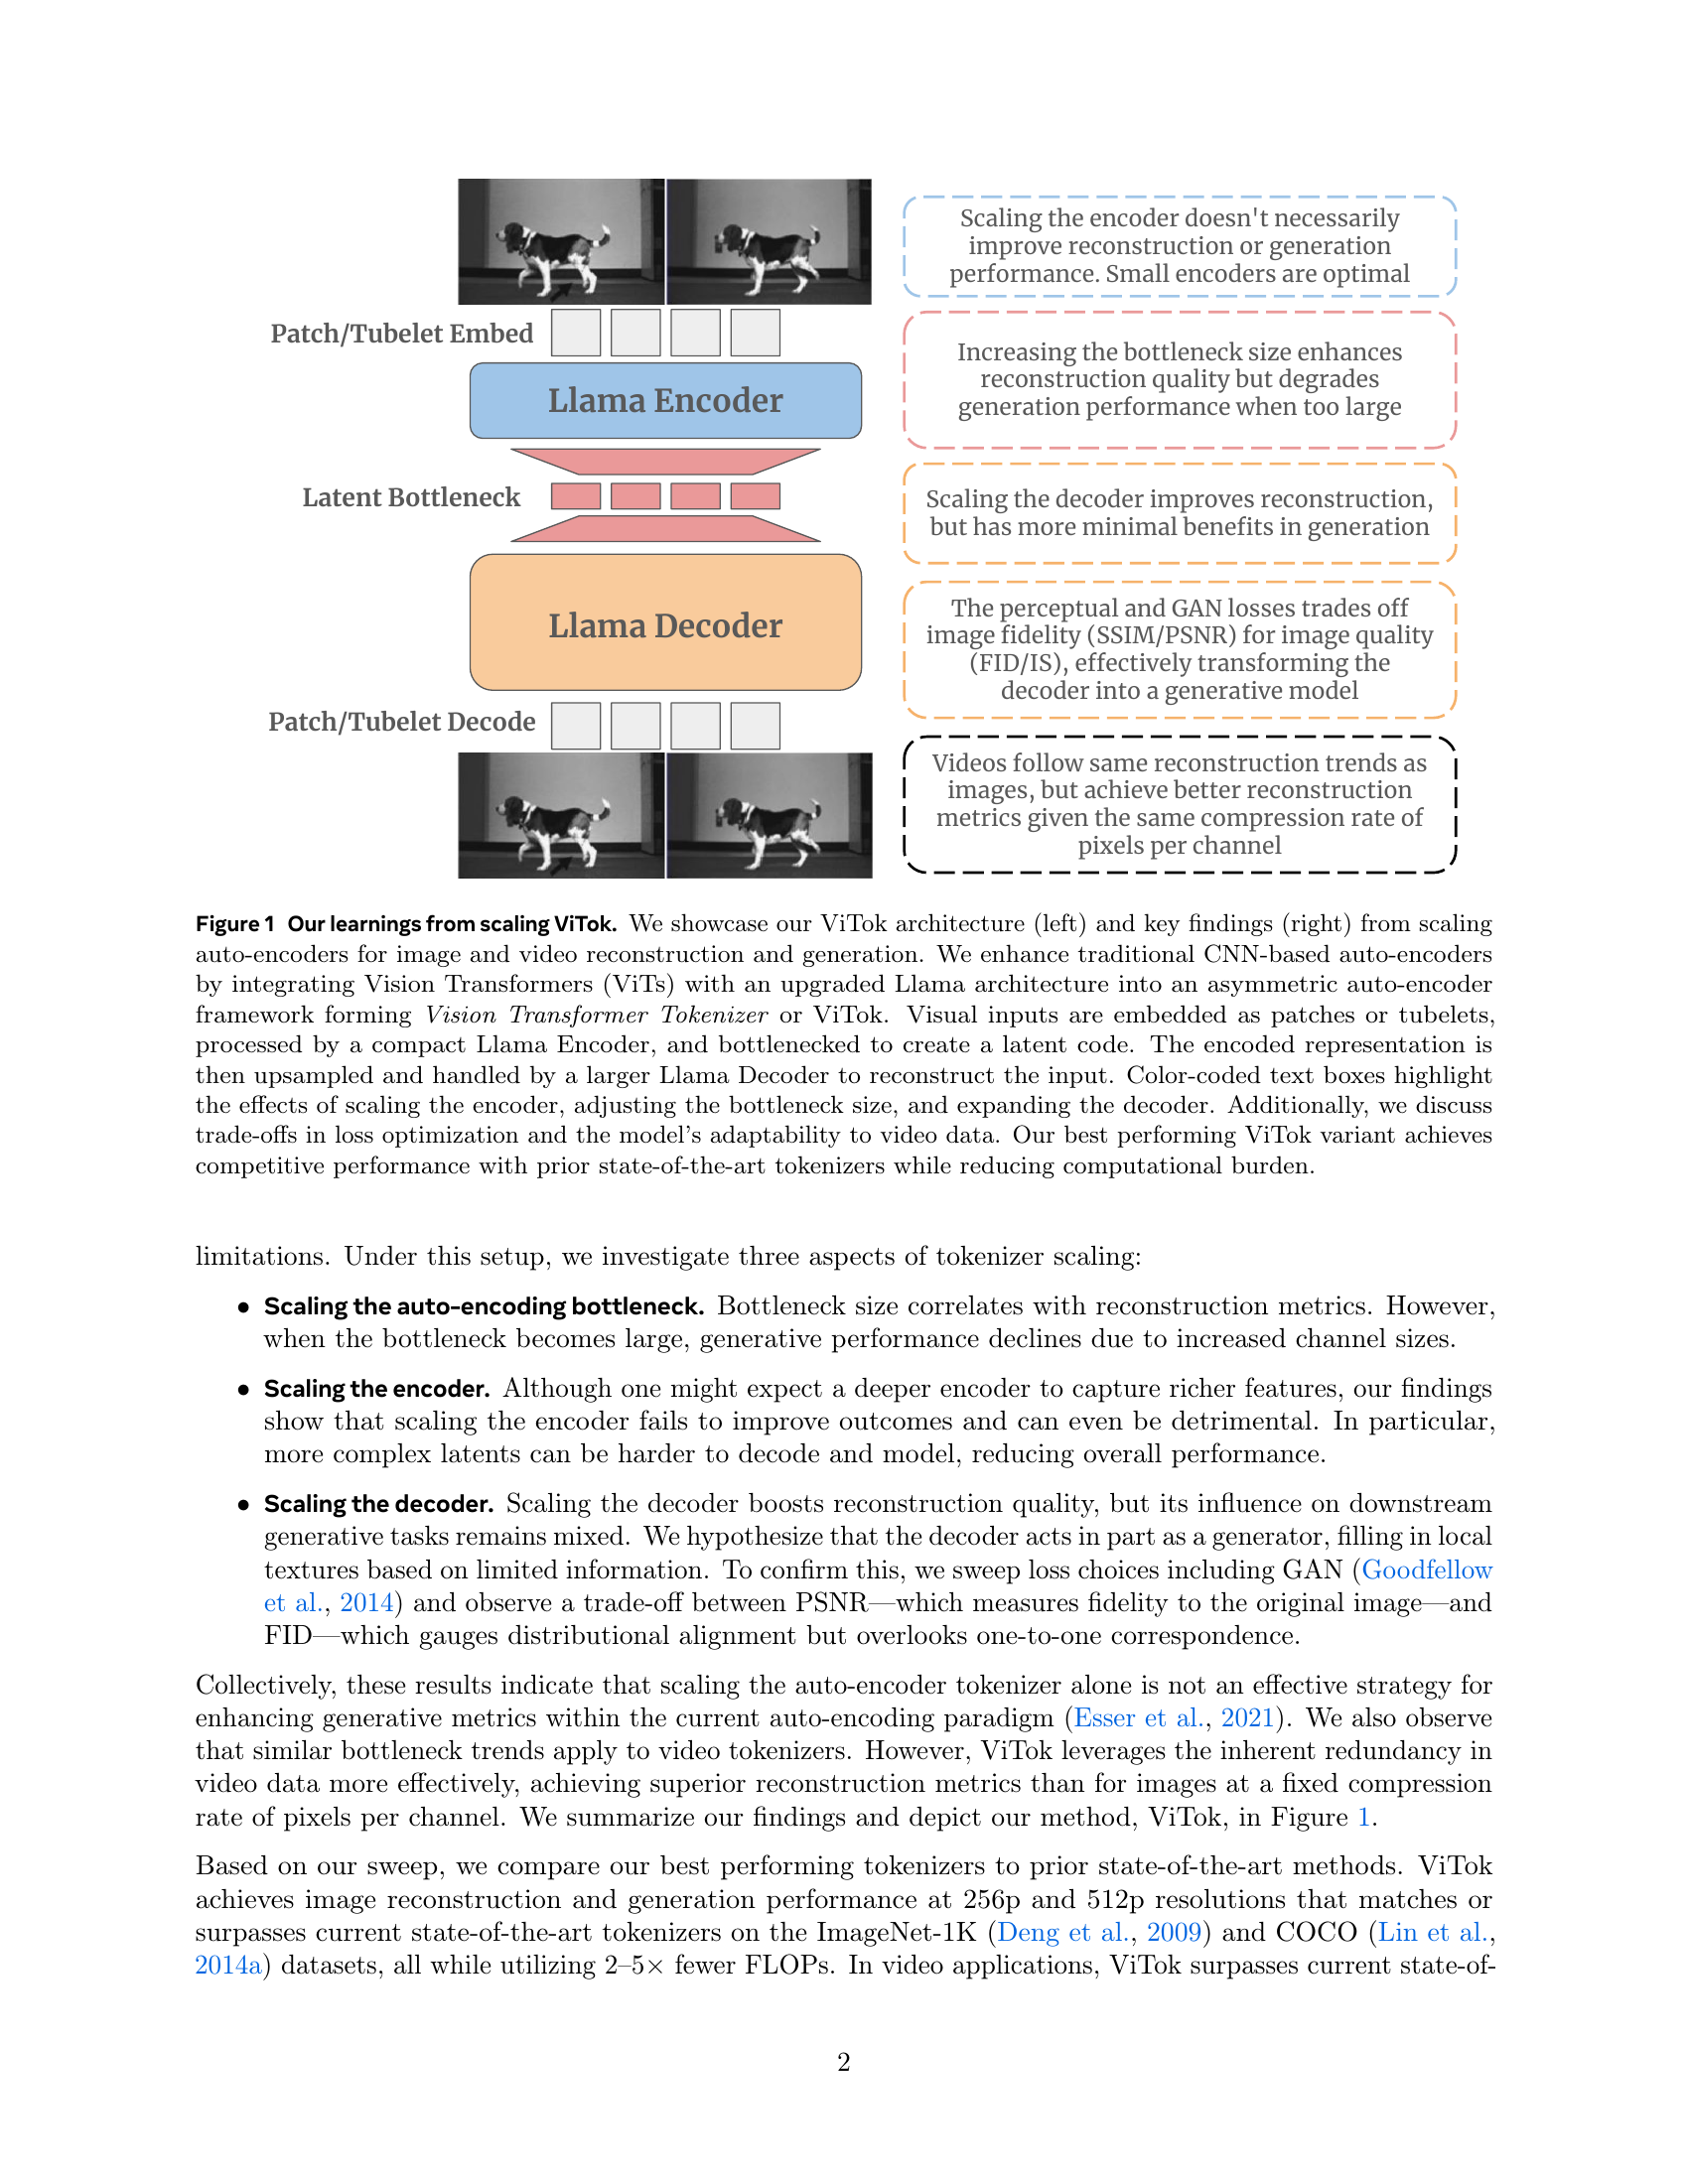 Patch/Tubelet Embed
Llama Encoder
Latent Bottleneck
Llama Decoder
Patch/Tubelet Decode
Scaling the encoder doesn't necessarily
improve reconstruction or generation
performance. Small encoders are optimal
Increasing the bottleneck size enhances
reconstruction quality but degrades
generation performance when too large
Scaling the decoder improves reconstruction,
but has more minimal benefits in generation
The perceptual and GAN losses trades off
image fidelity (SSIM/PSNR) for image quality
(FID/IS), effectively transforming the
decoder into a generative model
Videos follow same reconstruction trends as
images, but achieve better reconstruction
metrics given the same compression rate of
pixels per channel
Figure 1 Our learnings from scaling ViTok. We showcase our ViTok architecture (left) and key findings (right) from scaling
auto-encoders for image and video reconstruction and generation. We enhance traditional CNN-based auto-encoders
by integrating Vision Transformers (ViTs) with an upgraded Llama architecture into an asymmetric auto-encoder
framework forming Vision Transformer Tokenizer or ViTok. Visual inputs are embedded as patches or tubelets,
processed by a compact Llama Encoder, and bottlenecked to create a latent code. The encoded representation is
then upsampled and handled by a larger Llama Decoder to reconstruct the input. Color-coded text boxes highlight
the effects of scaling the encoder, adjusting the bottleneck size, and expanding the decoder. Additionally, we discuss
trade-offs in loss optimization and the model's adaptability to video data. Our best performing ViTok variant achieves
competitive performance with prior state-of-the-art tokenizers while reducing computational burden.
limitations. Under this setup, we investigate three aspects of tokenizer scaling:
• Scaling the auto-encoding bottleneck. Bottleneck size correlates with reconstruction metrics. However,
when the bottleneck becomes large, generative performance declines due to increased channel sizes.
• Scaling the encoder. Although one might expect a deeper encoder to capture richer features, our findings
show that scaling the encoder fails to improve outcomes and can even be detrimental. In particular,
more complex latents can be harder to decode and model, reducing overall performance.
• Scaling the decoder. Scaling the decoder boosts reconstruction quality, but its influence on downstream
generative tasks remains mixed. We hypothesize that the decoder acts in part as a generator, filling in local
textures based on limited information. To confirm this, we sweep loss choices including GAN (Goodfellow
et al., 2014) and observe a trade-off between PSNR—which measures fidelity to the original image—and
FID—which gauges distributional alignment but overlooks one-to-one correspondence.
Collectively, these results indicate that scaling the auto-encoder tokenizer alone is not an effective strategy for
enhancing generative metrics within the current auto-encoding paradigm (Esser et al., 2021). We also observe
that similar bottleneck trends apply to video tokenizers. However, ViTok leverages the inherent redundancy in
video data more effectively, achieving superior reconstruction metrics than for images at a fixed compression
rate of pixels per channel. We summarize our findings and depict our method, ViTok, in Figure 1.
Based on our sweep, we compare our best performing tokenizers to prior state-of-the-art methods. ViTok
achieves image reconstruction and generation performance at 256p and 512p resolutions that matches or
surpasses current state-of-the-art tokenizers on the ImageNet-1K (Deng et al., 2009) and COCO (Lin et al.,
2014a) datasets, all while utilizing 2–5× fewer FLOPs. In video applications, ViTok surpasses current state-of-
2